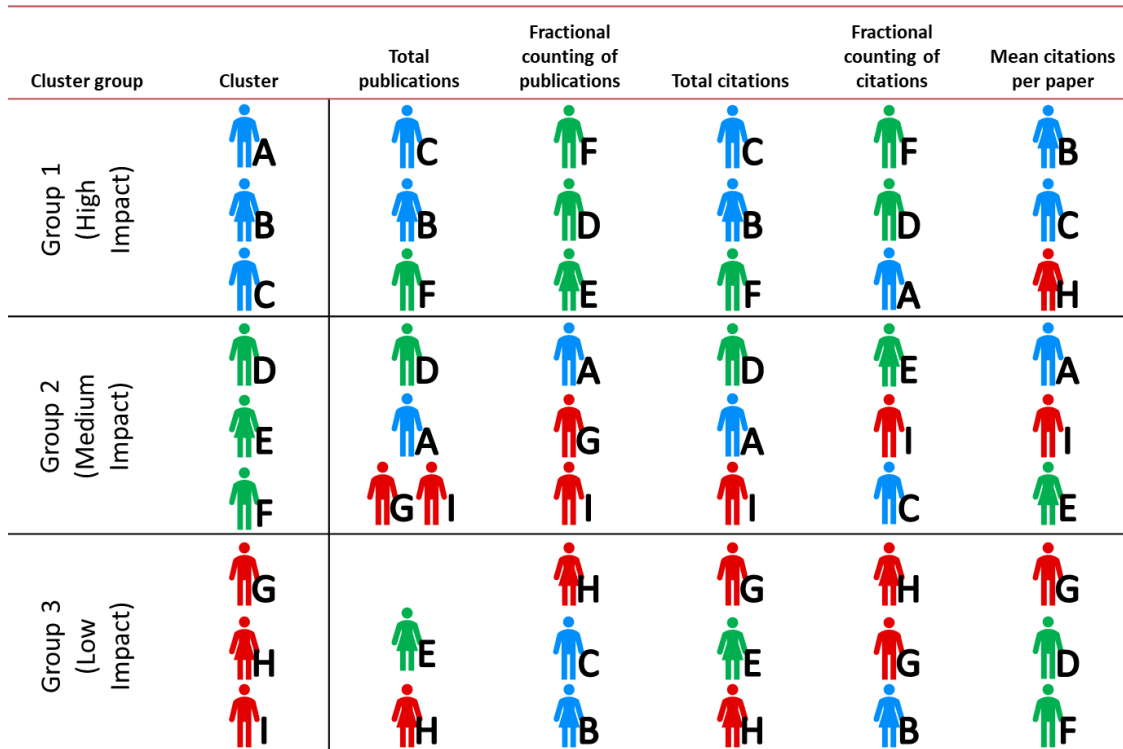 Cluster group Cluster Total publications Fractional counting of publications Total citations Fractional counting of citations Mean citations per paper
Group 1 (High Impact)
A C F C F B
B B D B D C
C F E F A H
Group 2 (Medium Impact)
D D A D E A
E A G A I I
F G I I I C E
Group 3 (Low Impact)
G H G H G
H E C E G D
I H B H B F